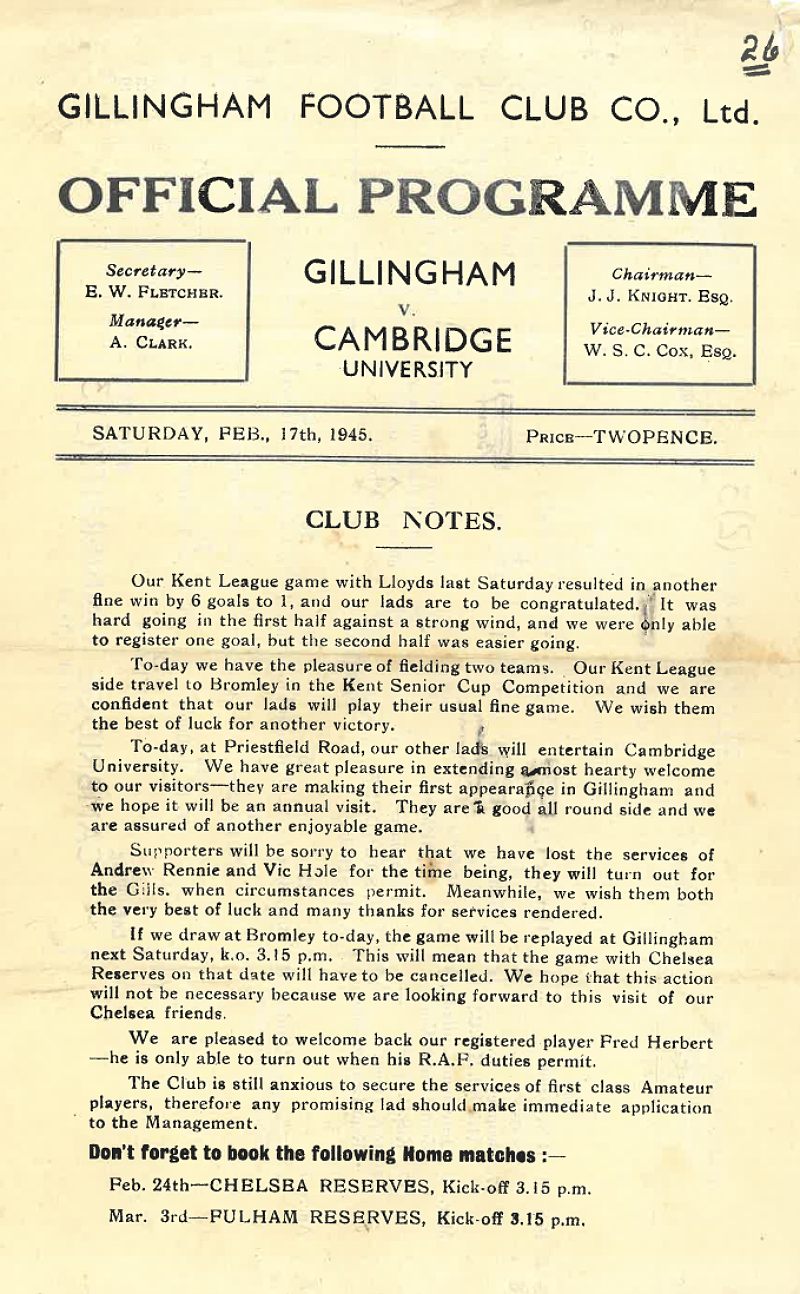 26
GILLINGHAM FOOTBALL CLUB CO., Ltd.
OFFICIAL PROGRAMME
Secretary—
E. W. FLETCHER.
Manager—
A. CLARK.
GILLINGHAM
v.
CAMBRIDGE
UNIVERSITY
Chairman—
J. J. KNIGHT. ESQ.
Vice-Chairman—
W. S. C. COX, ESQ.
SATURDAY, FEB., 17th, 1945.
PRICE—TWOPENCE.
CLUB NOTES.
Our Kent League game with Lloyds last Saturday resulted in another
fine win by 6 goals to 1, and our lads are to be congratulated. It was
hard going in the first half against a strong wind, and we were only able
to register one goal, but the second half was easier going.
To-day we have the pleasure of fielding two teams. Our Kent League
side travel to Bromley in the Kent Senior Cup Competition and we are
confident that our lads will play their usual fine game. We wish them
the best of luck for another victory.
To-day, at Priestfield Road, our other lads will entertain Cambridge
University. We have great pleasure in extending a most hearty welcome
to our visitors—they are making their first appearance in Gillingham and
we hope it will be an annual visit. They are a good all round side and we
are assured of another enjoyable game.
Supporters will be sorry to hear that we have lost the services of
Andrew Rennie and Vic Hole for the time being, they will turn out for
the Gills. when circumstances permit. Meanwhile, we wish them both
the very best of luck and many thanks for services rendered.
If we draw at Bromley to-day, the game will be replayed at Gillingham
next Saturday, k.o. 3.15 p.m. This will mean that the game with Chelsea
Reserves on that date will have to be cancelled. We hope that this action
will not be necessary because we are looking forward to this visit of our
Chelsea friends.
We are pleased to welcome back our registered player Fred Herbert
—he is only able to turn out when his R.A.F. duties permit.
The Club is still anxious to secure the services of first class Amateur
players, therefore any promising lad should make immediate application
to the Management.
Don't forget to book the following Home matches :—
Feb. 24th—CHELSEA RESERVES, Kick-off 3.15 p.m.
Mar. 3rd—FULHAM RESERVES, Kick-off 3.15 p.m.